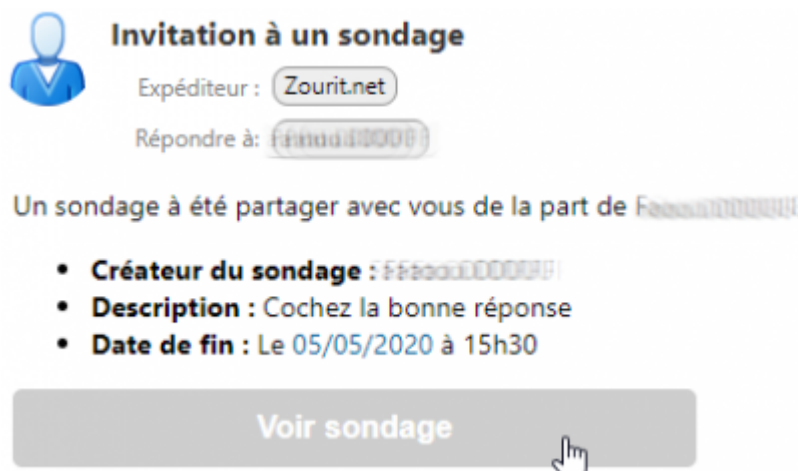 Invitation à un sondage
Expéditeur : Zourit.net
Répondre à:
Un sondage à été partager avec vous de la part de
Créateur du sondage :
Description : Cochez la bonne réponse
Date de fin : Le 05/05/2020 à 15h30
Voir sondage